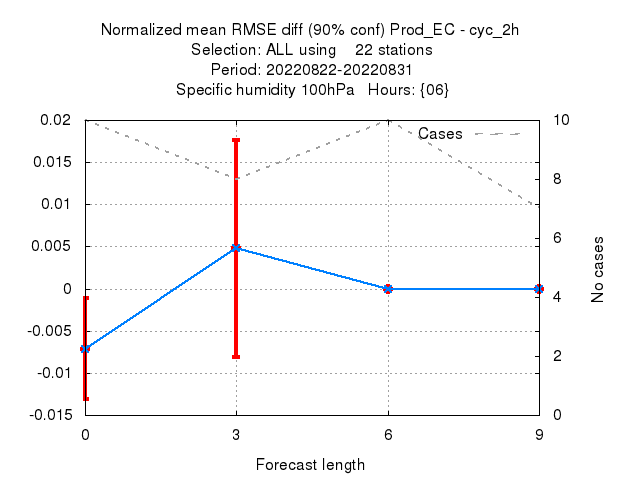 Normalized mean RMSE diff (90% conf) Prod_EC - cyc_2h
Selection: ALL using    22 stations
Period: 20220822-20220831
Specific humidity 100hPa   Hours: {06}
0.02
0.015
0.01
0.005
0
-0.005
-0.01
-0.015
Cases
10
8
6
4
2
0
No cases
0
3
6
9
Forecast length